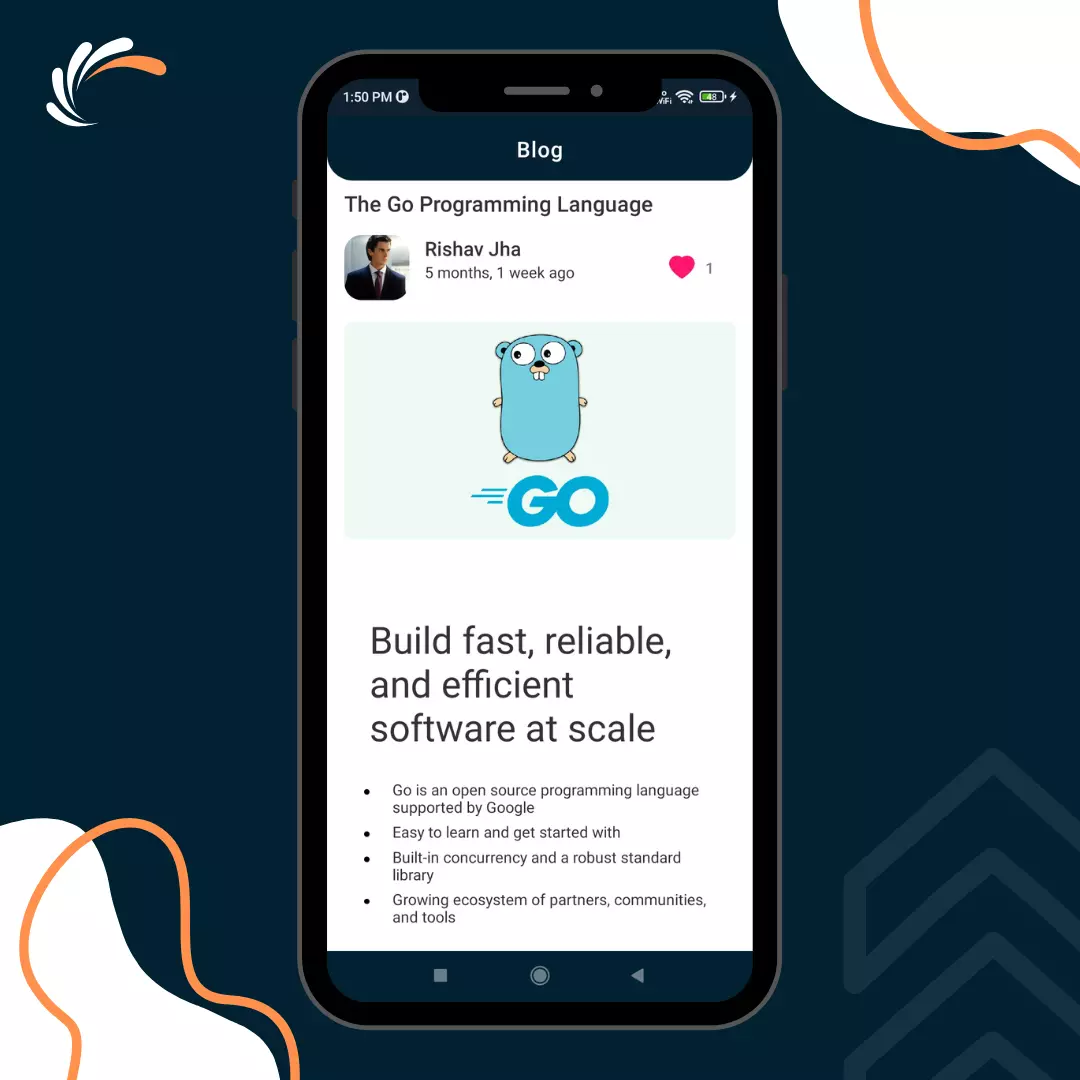 1:50 PM
Vo
WiFi
48
Blog
The Go Programming Language
Rishav Jha
5 months, 1 week ago
1
GO
Build fast, reliable,
and efficient
software at scale
Go is an open source programming language
supported by Google
Easy to learn and get started with
Built-in concurrency and a robust standard
library
Growing ecosystem of partners, communities,
and tools